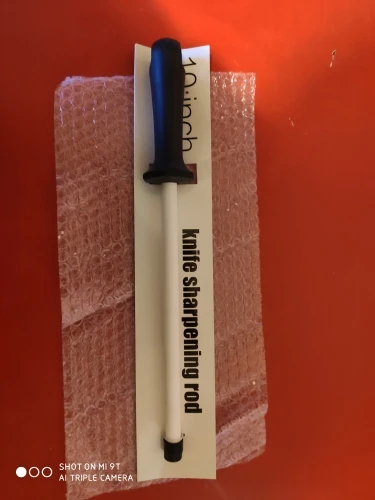 10-inch
knife sharpening rod
SHOT ON MI 9T
AI TRIPLE CAMERA